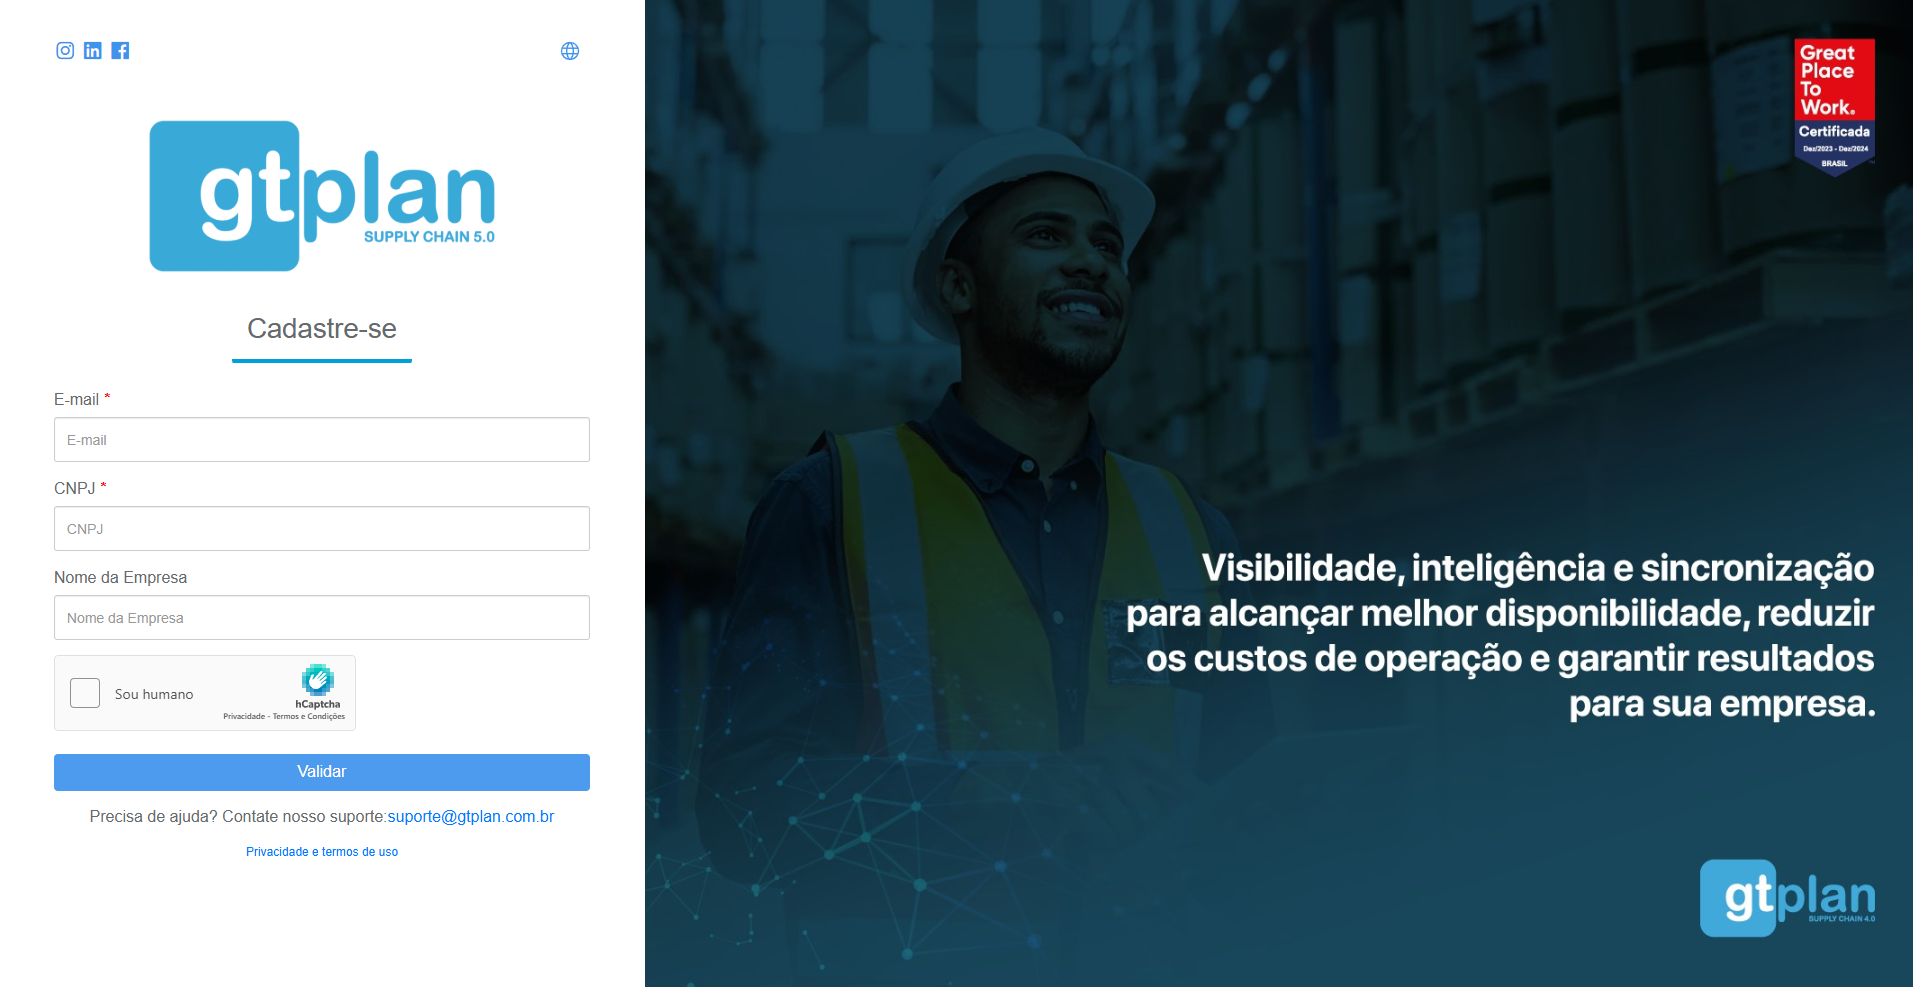 gtplan
SUPPLY CHAIN 5.0
Cadastre-se
E-mail *
E-mail
CNPJ *
CNPJ
Nome da Empresa
Nome da Empresa
Sou humano
hCaptcha
Privacidade - Termos e Condições
Validar
Precisa de ajuda? Contate nosso suporte:suporte@gtplan.com.br
Privacidade e termos de uso
Great
Place
To
Work.
Certificada
Dez/2023 - Dez/2024
BRASIL
Visibilidade, inteligência e sincronização
para alcançar melhor disponibilidade, reduzir
os custos de operação e garantir resultados
para sua empresa.
gtplan
SUPPLY CHAIN 4.0